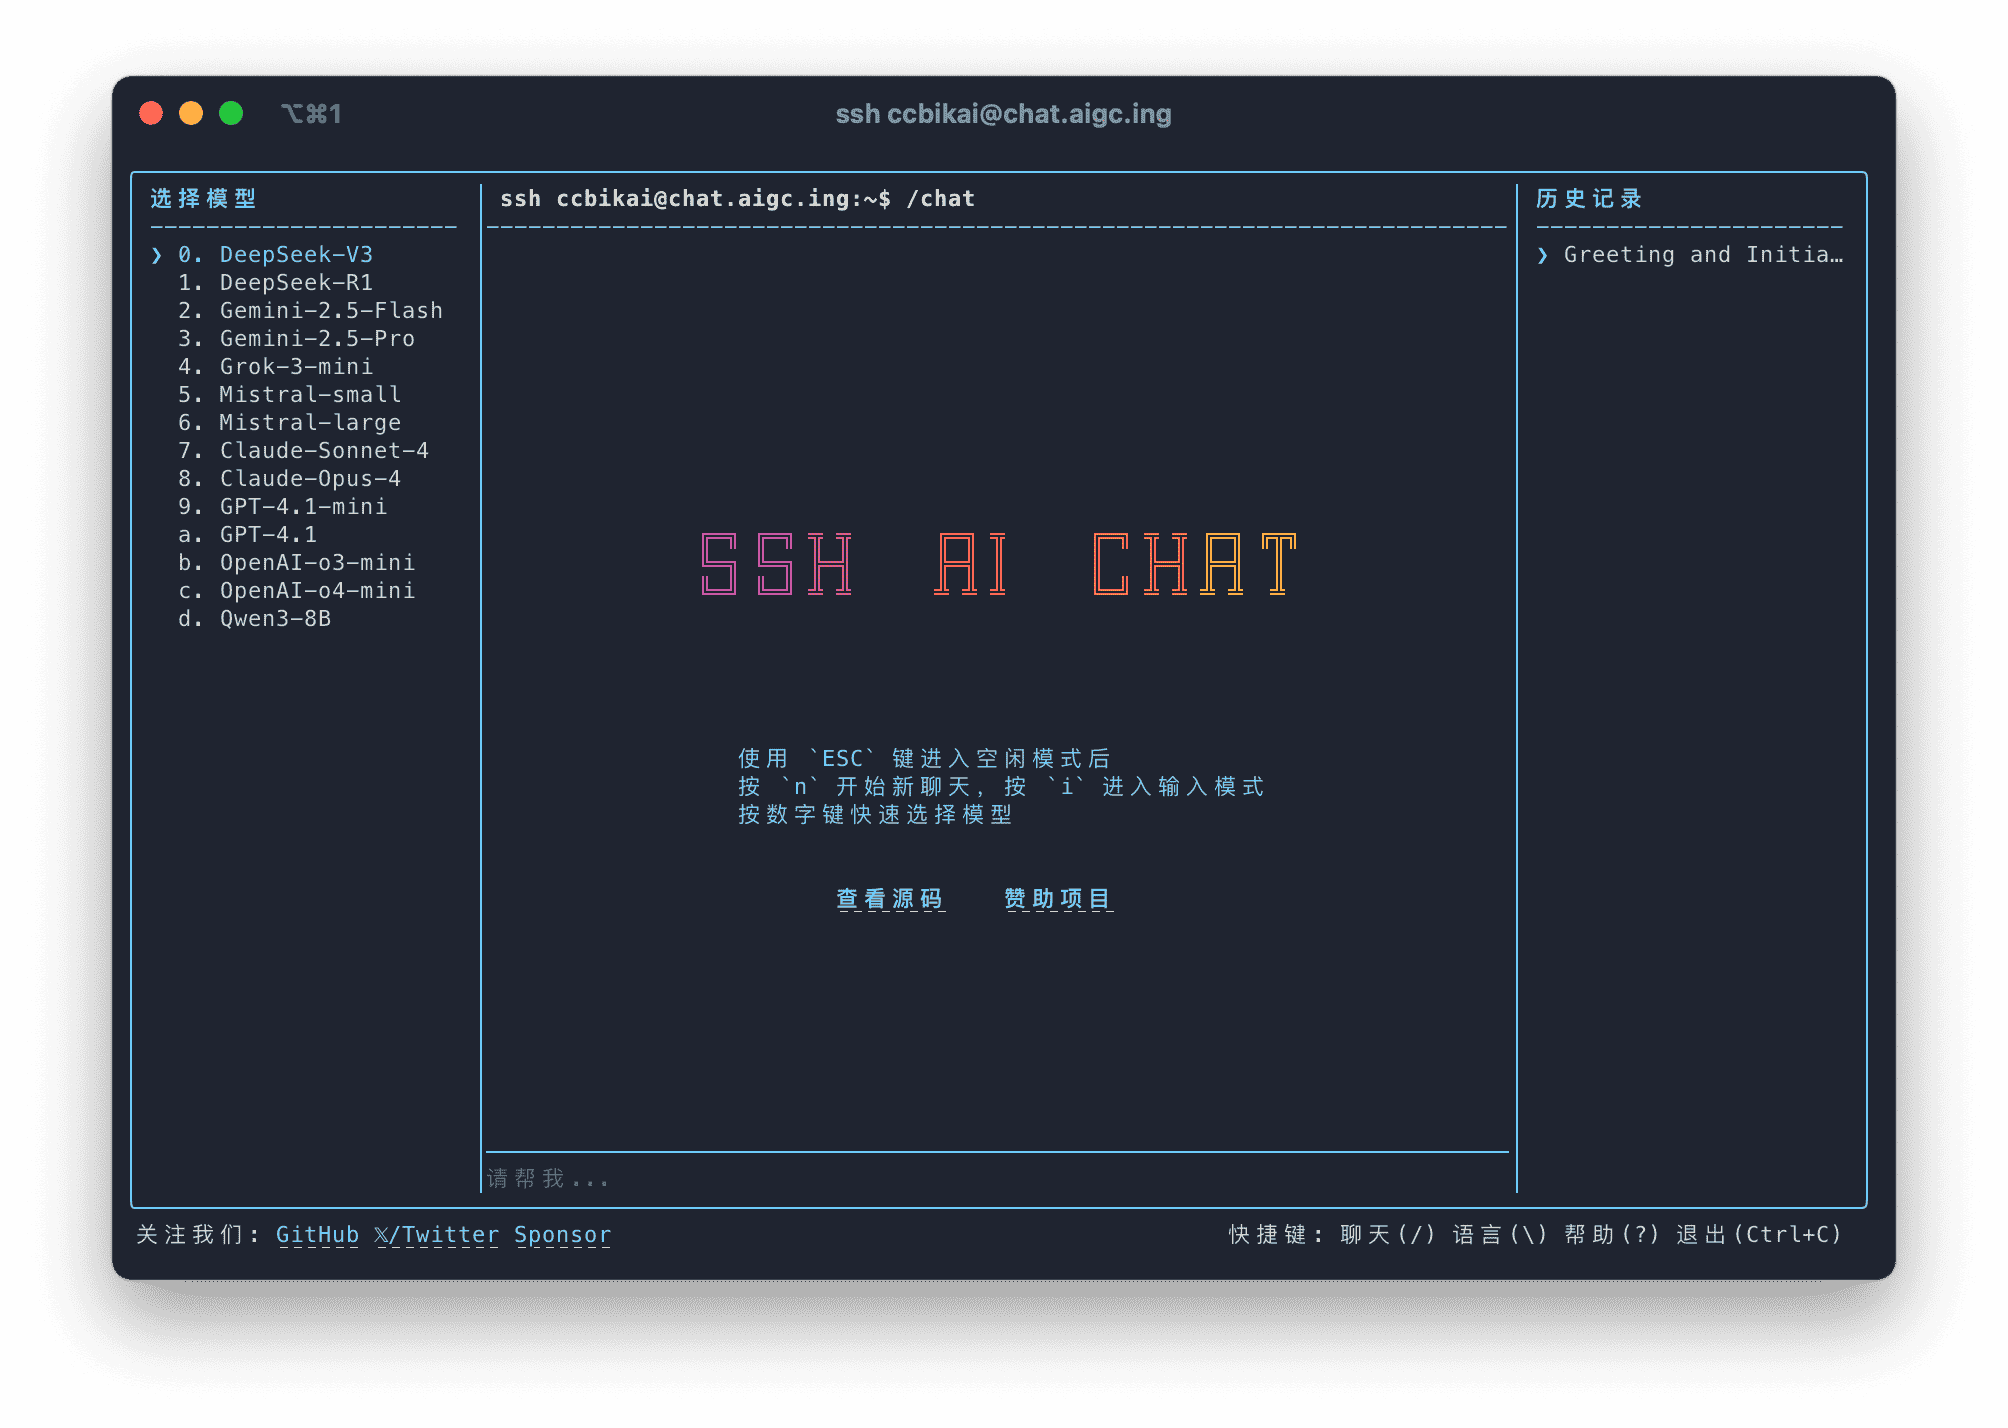 ⌥⌘1
ssh ccbikai@chat.aigc.ing
选择模型
❯ 0. DeepSeek-V3
1. DeepSeek-R1
2. Gemini-2.5-Flash
3. Gemini-2.5-Pro
4. Grok-3-mini
5. Mistral-small
6. Mistral-large
7. Claude-Sonnet-4
8. Claude-Opus-4
9. GPT-4.1-mini
a. GPT-4.1
b. OpenAI-o3-mini
c. OpenAI-o4-mini
d. Qwen3-8B
ssh ccbikai@chat.aigc.ing:~$ /chat
SSH AI CHAT
使用 `ESC` 键进入空闲模式后
按 `n` 开始新聊天, 按 `i` 进入输入模式
按数字键快速选择模型
查看源码 赞助项目
请帮我...
历史记录
❯ Greeting and Initia…
关注我们: GitHub 𝕏/Twitter Sponsor
快捷键: 聊天(/) 语言(\) 帮助(?) 退出(Ctrl+C)